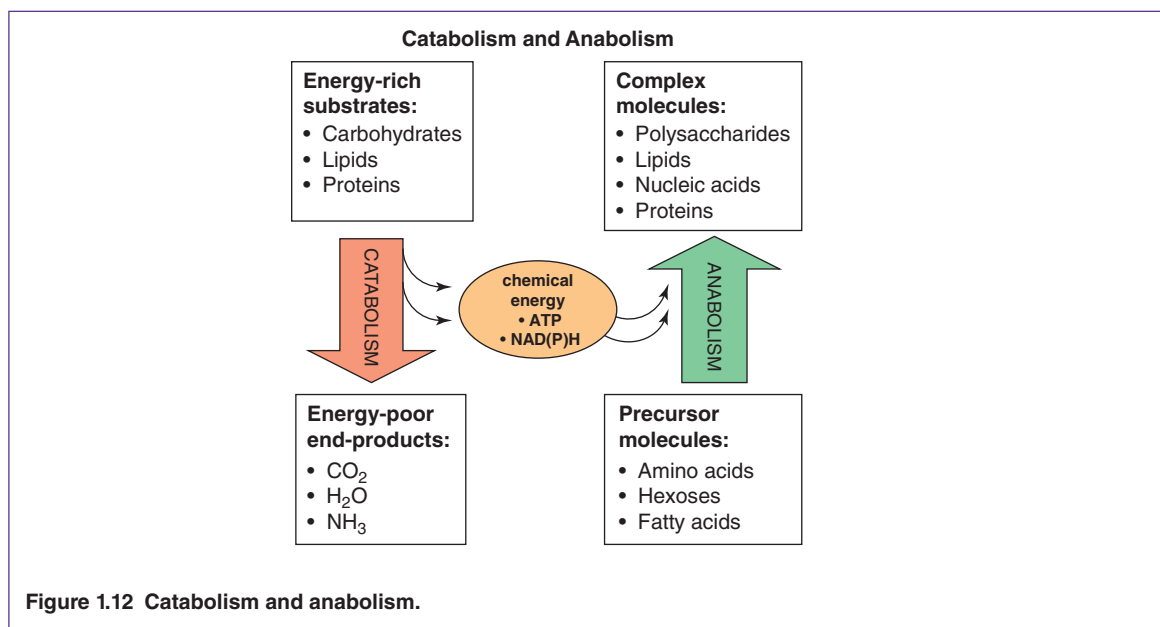 Catabolism and Anabolism
Energy-rich
substrates:
• Carbohydrates
• Lipids
• Proteins
Complex
molecules:
• Polysaccharides
• Lipids
• Nucleic acids
• Proteins
CATABOLISM
chemical
energy
• ATP
• NAD(P)H
ANABOLISM
Energy-poor
end-products:
• CO₂
• H₂O
• NH₃
Precursor
molecules:
• Amino acids
• Hexoses
• Fatty acids
Figure 1.12 Catabolism and anabolism.